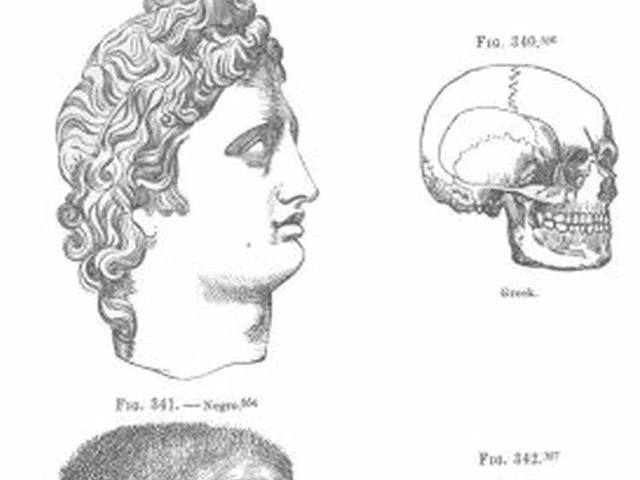 Fig. 340.
Greek.
Fig. 341. — Negro.
Fig. 342.